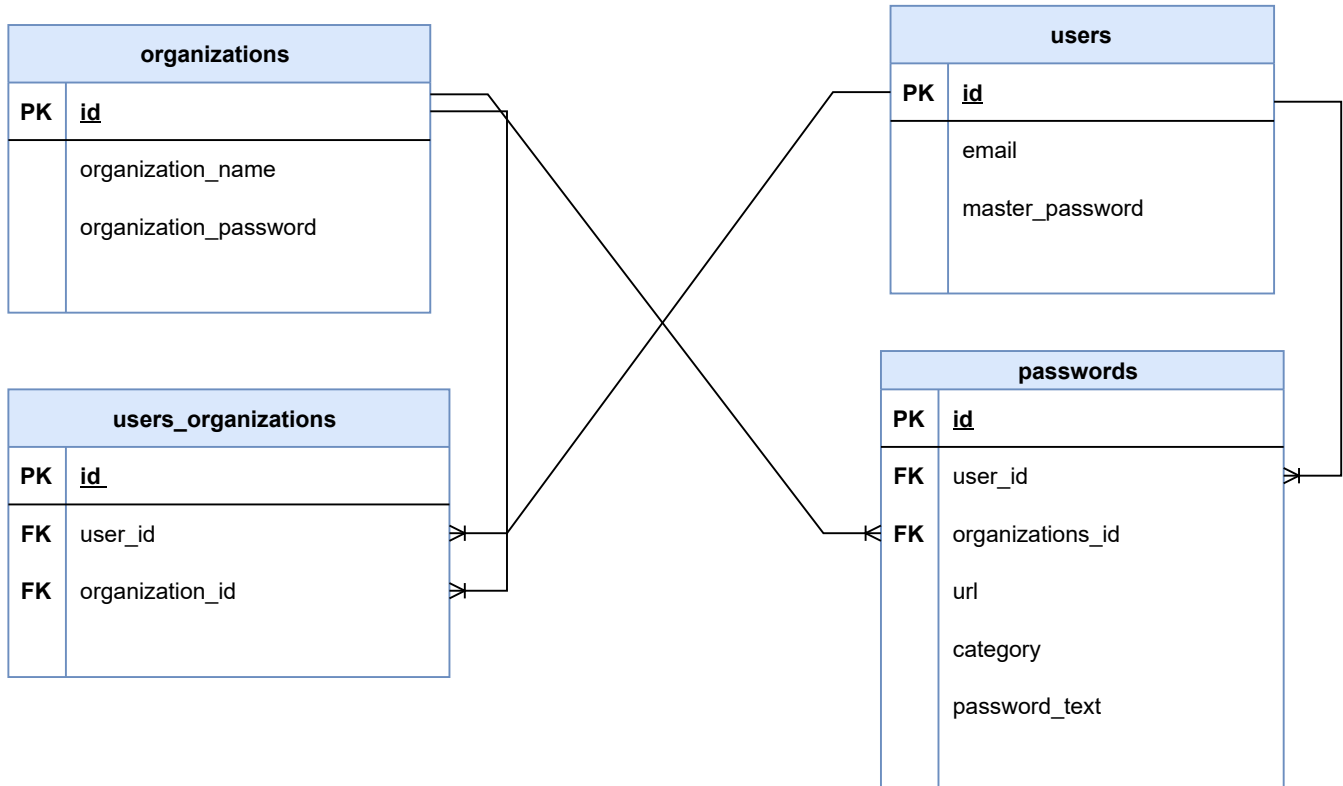 organizations
PK id
organization_name
organization_password
users
PK id
email
master_password
users_organizations
PK id
FK user_id
FK organization_id
passwords
PK id
FK user_id
FK organizations_id
url
category
password_text